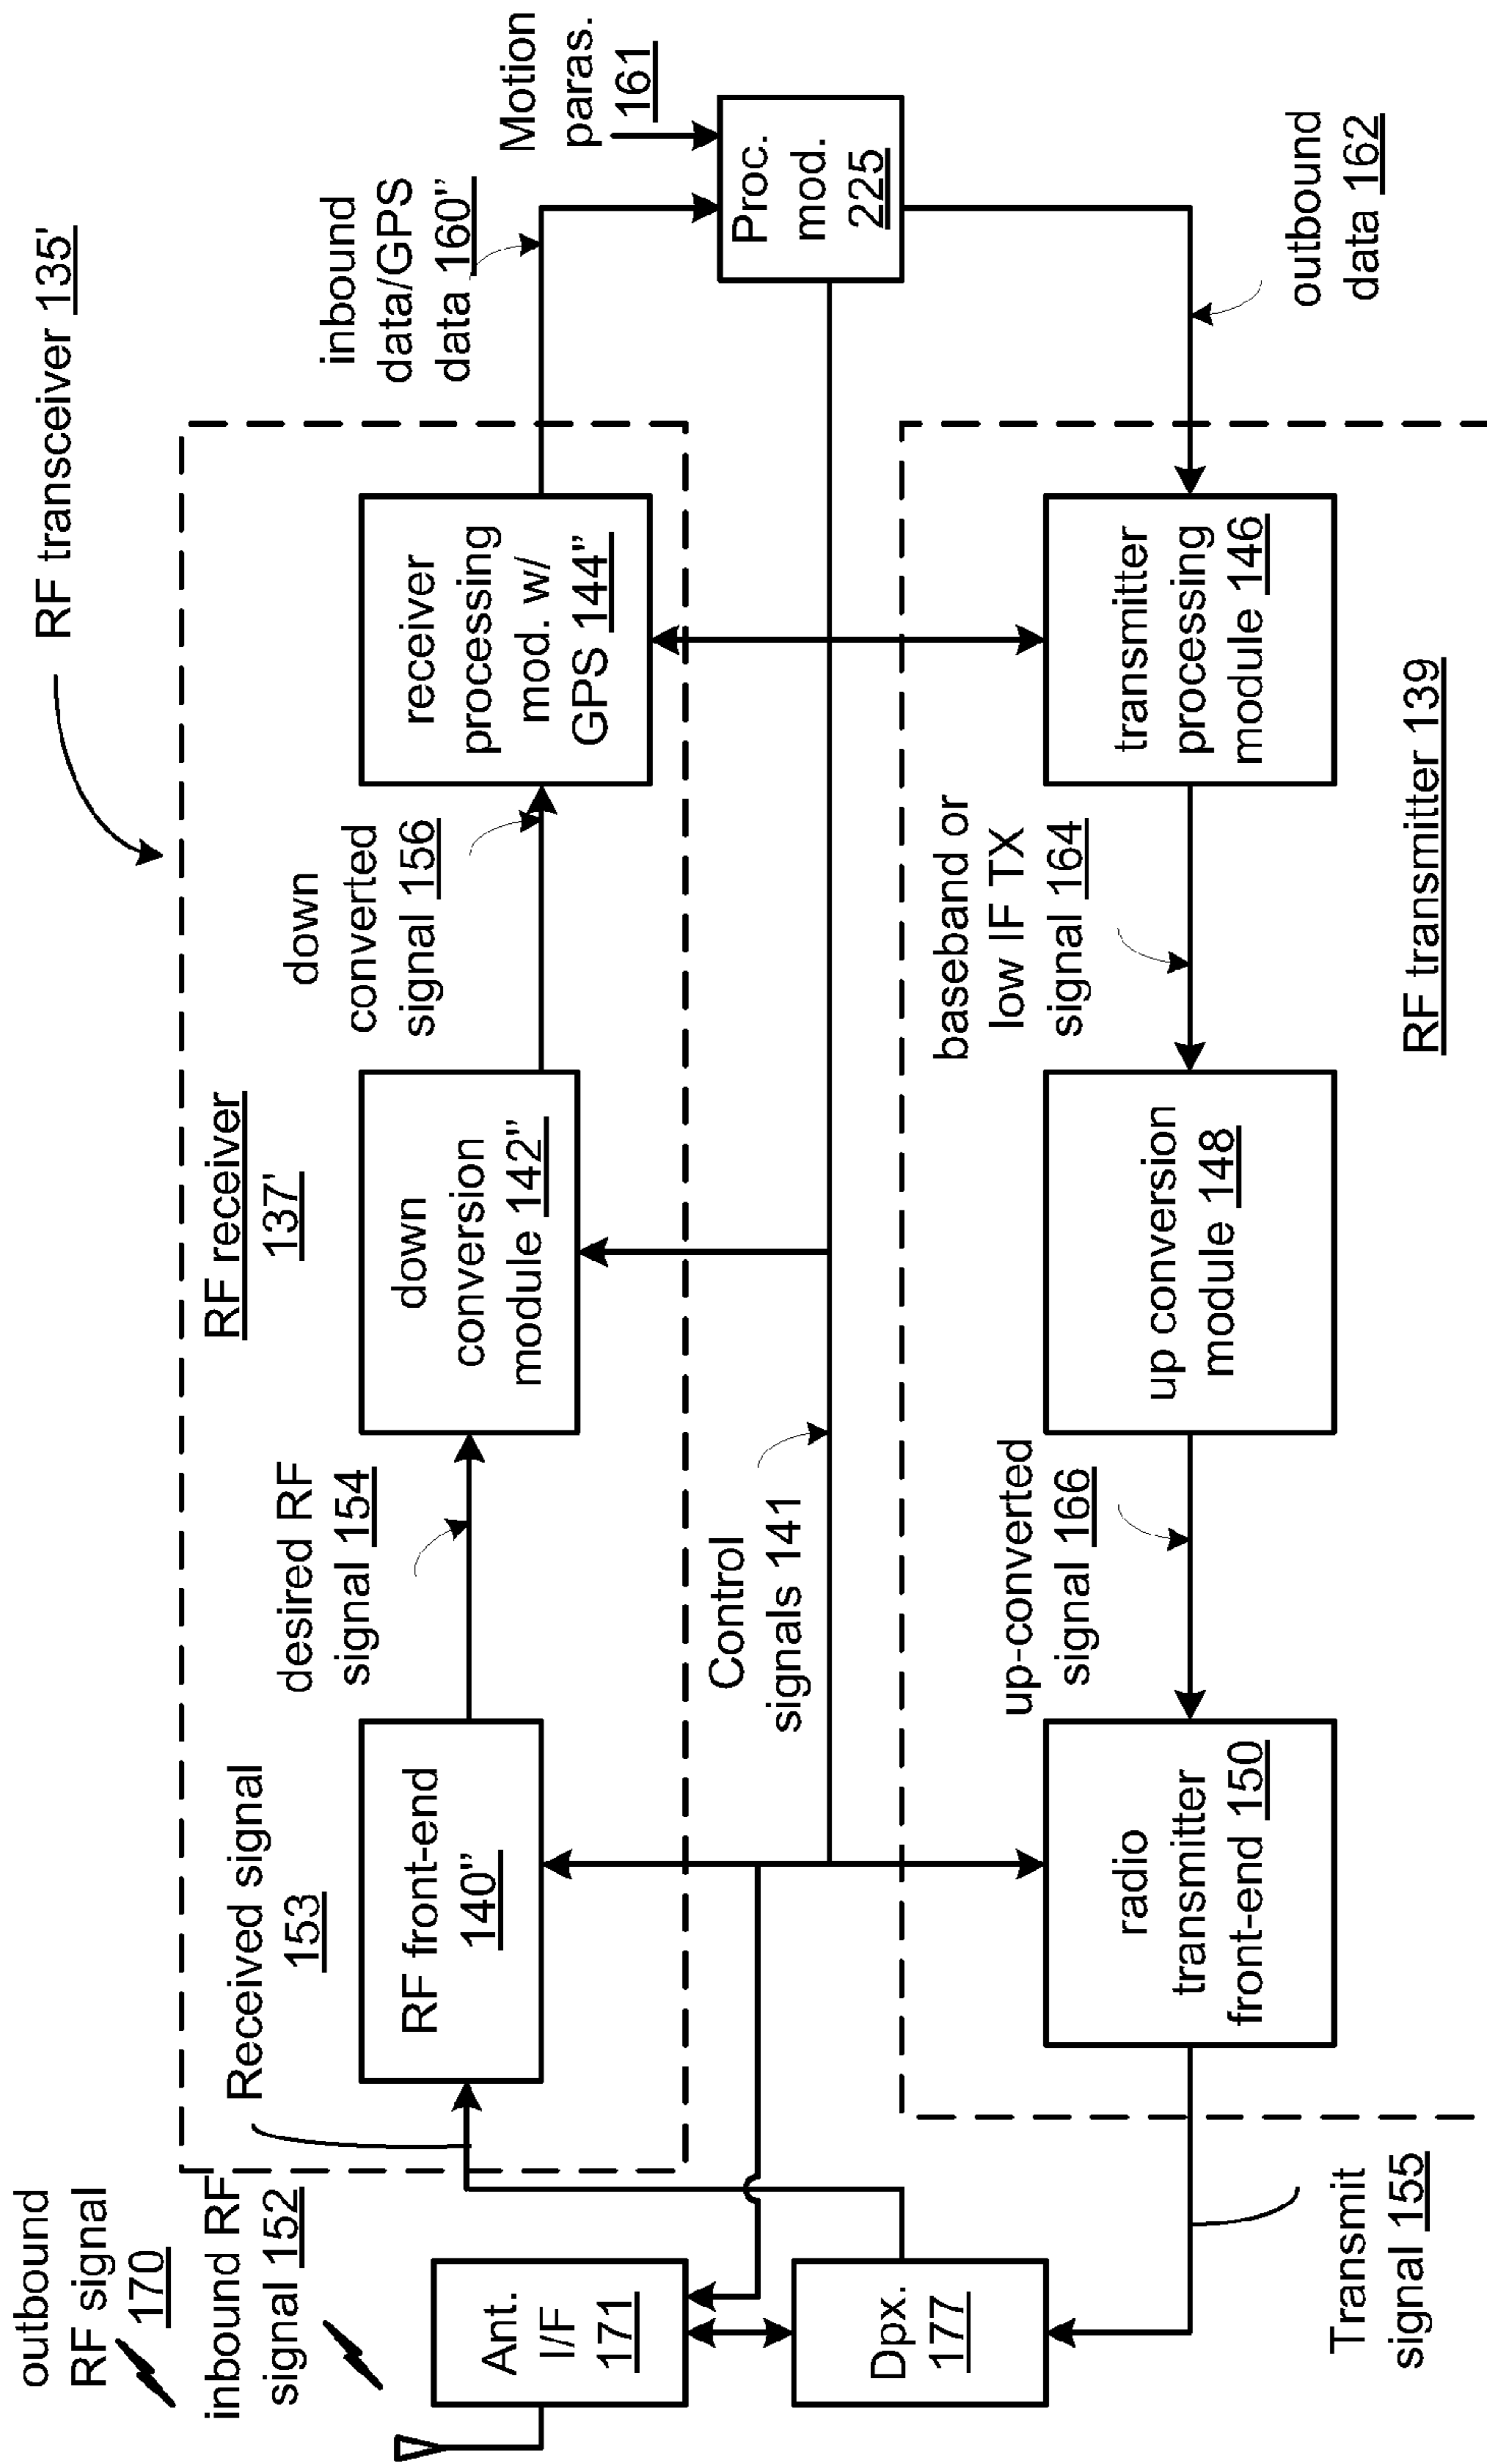 RF transceiver 135'
outbound
RF signal
170
inbound RF
signal 152
Received signal
153
desired RF
signal 154
RF receiver
137'
down
converted
signal 156
inbound
data/GPS
data 160”
Motion
paras.
161
Ant.
I/F
171
RF front-end
140”
down
conversion
module 142”
receiver
processing
mod. w/
GPS 144”
Proc.
mod.
225
Control
signals 141
Dpx.
177
up-converted
signal 166
baseband or
low IF TX
signal 164
outbound
data 162
radio
transmitter
front-end 150
up conversion
module 148
transmitter
processing
module 146
Transmit
signal 155
RF transmitter 139